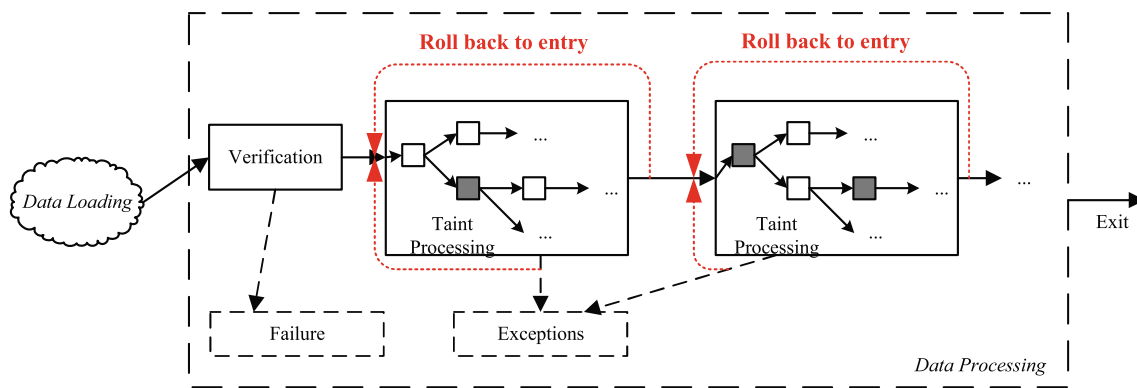 Roll back to entry
Roll back to entry
Verification
...
...
Data Loading
...
...
...
Taint
Processing
...
Taint
Processing
...
Exit
Failure
Exceptions
Data Processing